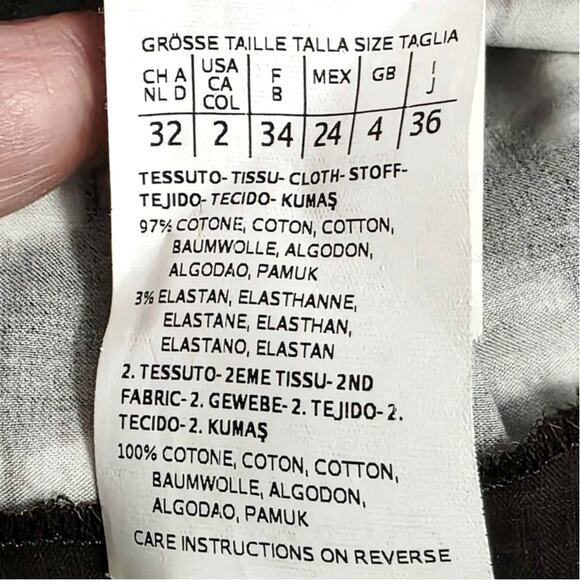 GRÖSSE TAILLE TALLA SIZE TAGLIA
CH A NL D USA CA COL F B MEX GB I J
32 2 34 24 4 36
TESSUTO-TISSU-CLOTH-STOFF-
TEJIDO-TECIDO-KUMAŞ
97% COTONE, COTON, COTTON,
BAUMWOLLE, ALGODON,
ALGODAO, PAMUK
3% ELASTAN, ELASTHANNE,
ELASTANE, ELASTHAN,
ELASTANO, ELASTAN
2. TESSUTO-2EME TISSU-2ND
FABRIC-2. GEWEBE-2. TEJIDO-2.
TECIDO-2. KUMAŞ
100% COTONE, COTON, COTTON,
BAUMWOLLE, ALGODON,
ALGODAO, PAMUK
CARE INSTRUCTIONS ON REVERSE